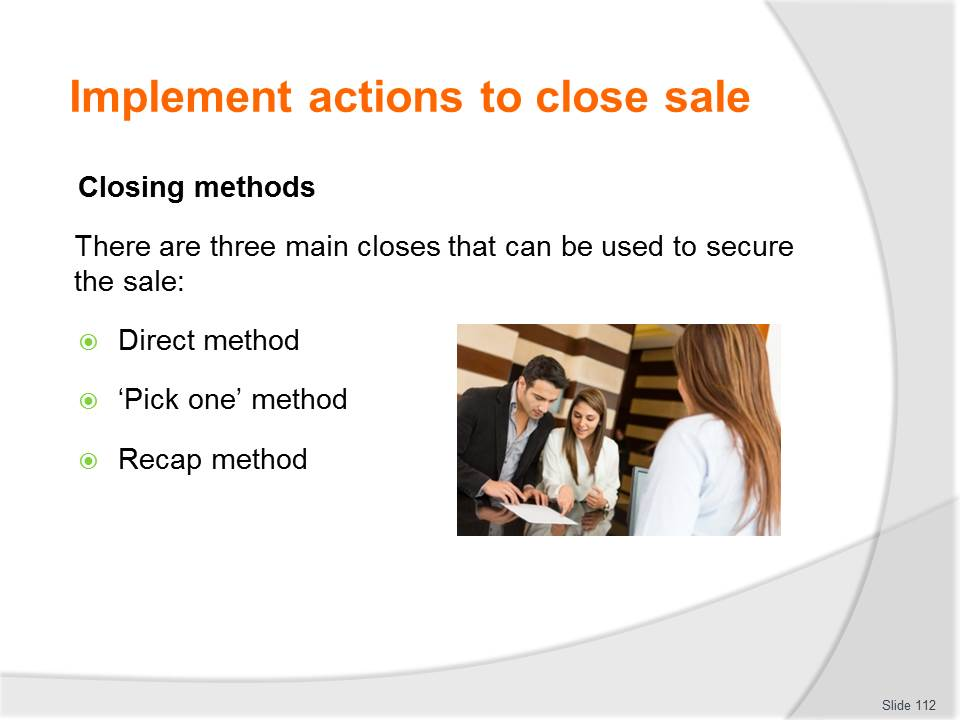 Implement actions to close sale
Closing methods
There are three main closes that can be used to secure
the sale:
Direct method
‘Pick one’ method
Recap method
Slide 112